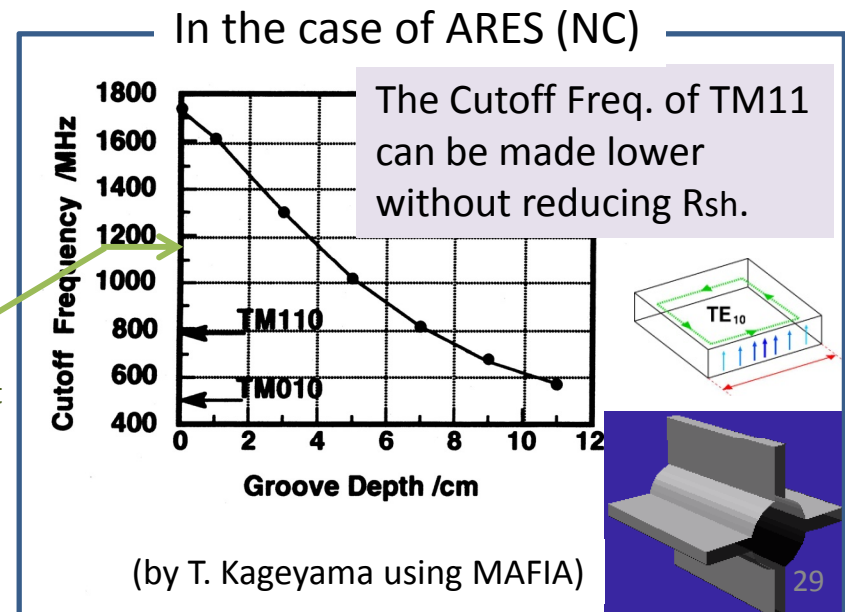 In the case of ARES (NC)
The Cutoff Freq. of TM11
can be made lower
without reducing Rsh.
Cutoff Frequency /MHz
1800
1600
1400
1200
1000
800
600
400
TM110
TM010
0 2 4 6 8 10 12
Groove Depth /cm
TE10
t
(by T. Kageyama using MAFIA)
29